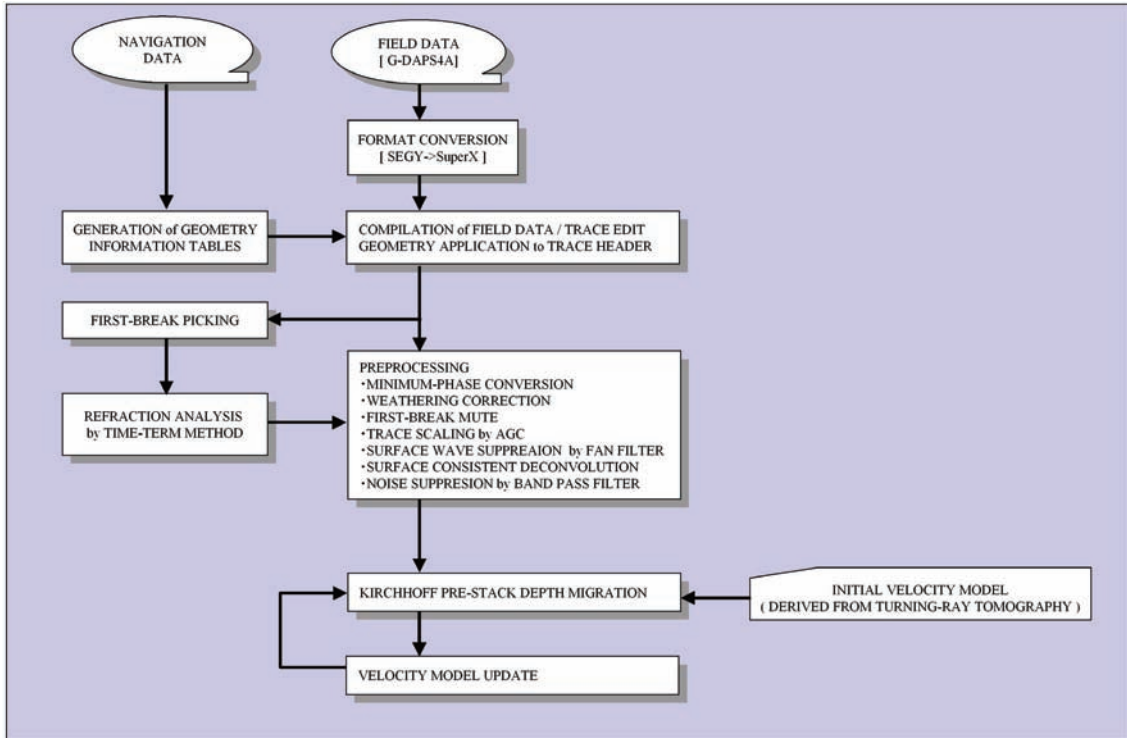 NAVIGATION
DATA
FIELD DATA
[ G-DAPS4A]
FORMAT CONVERSION
[ SEGY->SuperX ]
GENERATION of GEOMETRY
INFORMATION TABLES
COMPILATION of FIELD DATA / TRACE EDIT
GEOMETRY APPLICATION to TRACE HEADER
FIRST-BREAK PICKING
REFRACTION ANALYSIS
by TIME-TERM METHOD
PREPROCESSING
・MINIMUM-PHASE CONVERSION
・WEATHERING CORRECTION
・FIRST-BREAK MUTE
・TRACE SCALING by AGC
・SURFACE WAVE SUPPREAION by FAN FILTER
・SURFACE CONSISTENT DECONVOLUTION
・NOISE SUPPRESION by BAND PASS FILTER
KIRCHHOFF PRE-STACK DEPTH MIGRATION
INITIAL VELOCITY MODEL
( DERIVED FROM TURNING-RAY TOMOGRAPHY )
VELOCITY MODEL UPDATE